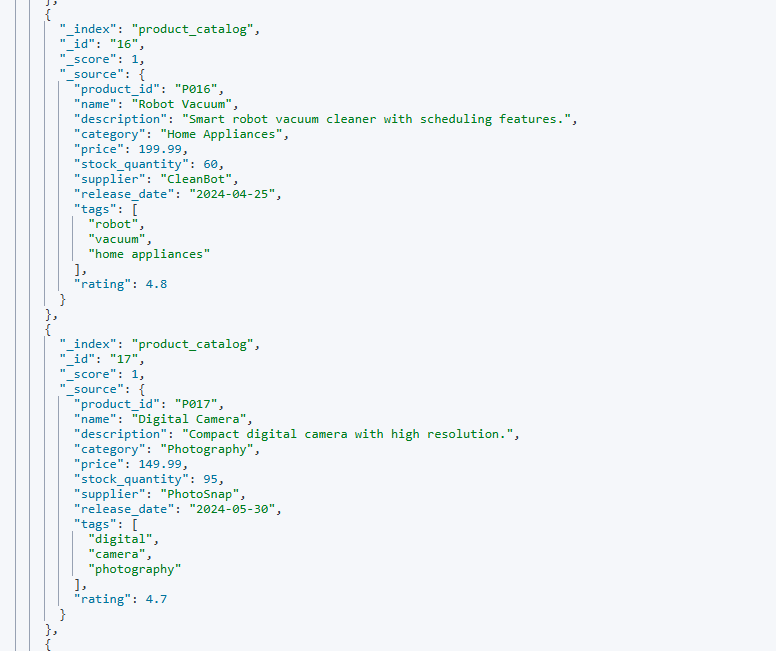 },
{
"_index": "product_catalog",
"_id": "16",
"_score": 1,
"_source": {
"product_id": "P016",
"name": "Robot Vacuum",
"description": "Smart robot vacuum cleaner with scheduling features.",
"category": "Home Appliances",
"price": 199.99,
"stock_quantity": 60,
"supplier": "CleanBot",
"release_date": "2024-04-25",
"tags": [
"robot",
"vacuum",
"home appliances"
],
"rating": 4.8
}
},
{
"_index": "product_catalog",
"_id": "17",
"_score": 1,
"_source": {
"product_id": "P017",
"name": "Digital Camera",
"description": "Compact digital camera with high resolution.",
"category": "Photography",
"price": 149.99,
"stock_quantity": 95,
"supplier": "PhotoSnap",
"release_date": "2024-05-30",
"tags": [
"digital",
"camera",
"photography"
],
"rating": 4.7
}
},
{